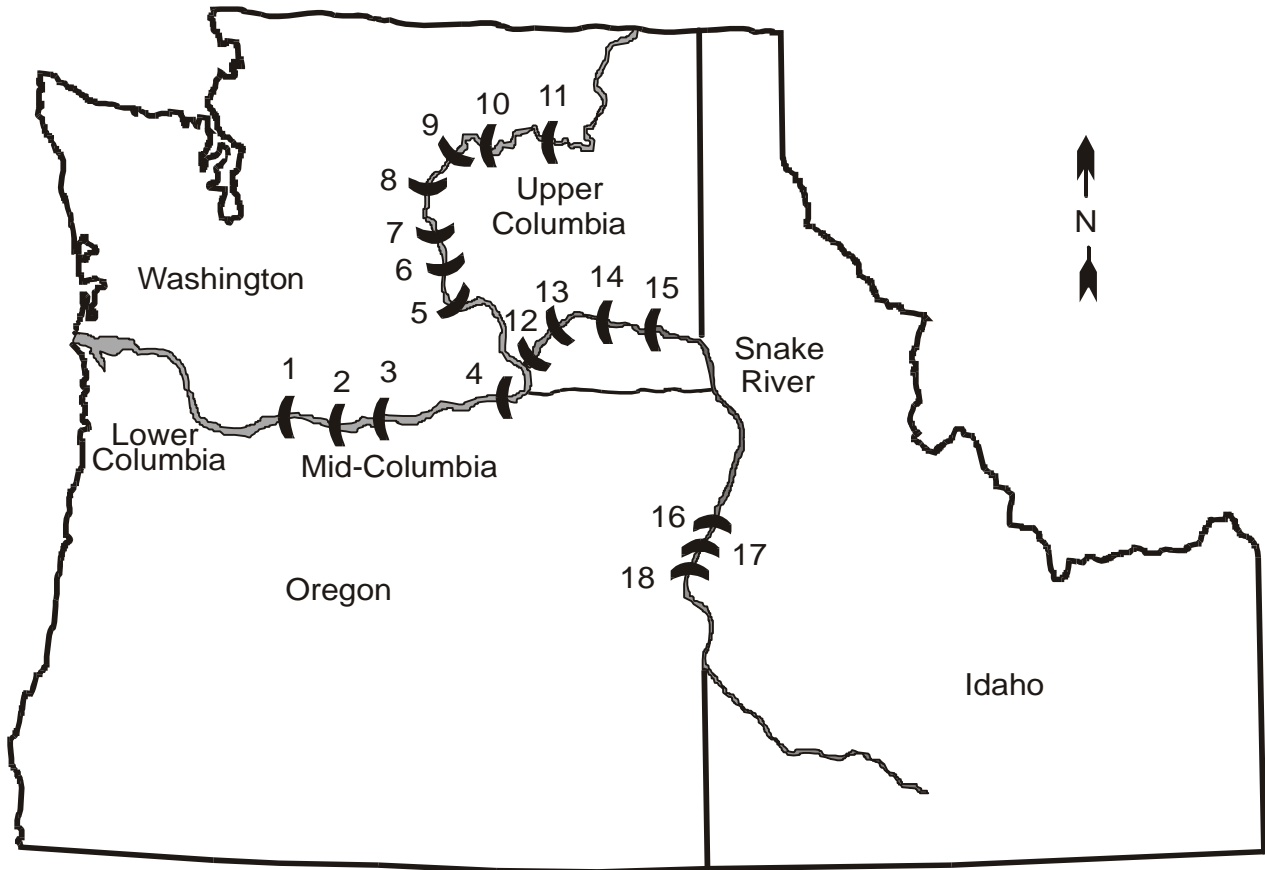 11
10
9
8
Upper
Columbia
N
7
6
Washington
5
14
15
13
12
Snake
River
1
2
3
4
Lower
Columbia
Mid-Columbia
16
17
18
Oregon
Idaho